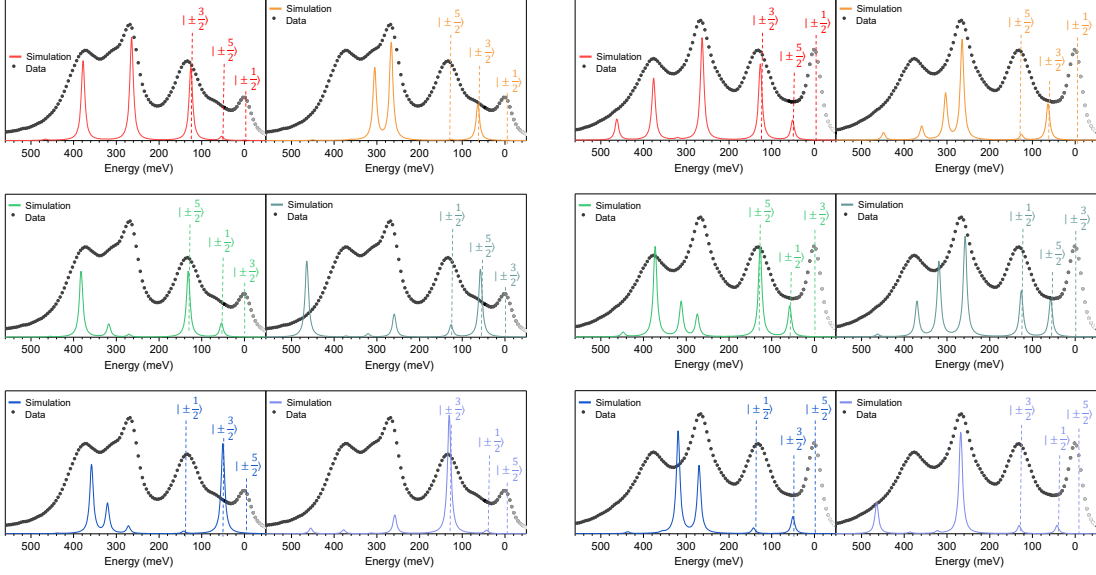 Simulation
Data
| ± 3/2 ⟩
| ± 5/2 ⟩
| ± 1/2 ⟩
500 400 300 200 100 0
Energy (meV)
Simulation
Data
| ± 5/2 ⟩
| ± 3/2 ⟩
| ± 1/2 ⟩
500 400 300 200 100 0
Energy (meV)
Simulation
Data
| ± 3/2 ⟩
| ± 5/2 ⟩
| ± 1/2 ⟩
500 400 300 200 100 0
Energy (meV)
Simulation
Data
| ± 5/2 ⟩
| ± 3/2 ⟩
| ± 1/2 ⟩
500 400 300 200 100 0
Energy (meV)
Simulation
Data
| ± 5/2 ⟩
| ± 1/2 ⟩
| ± 3/2 ⟩
500 400 300 200 100 0
Energy (meV)
Simulation
Data
| ± 1/2 ⟩
| ± 5/2 ⟩
| ± 3/2 ⟩
500 400 300 200 100 0
Energy (meV)
Simulation
Data
| ± 5/2 ⟩
| ± 1/2 ⟩
| ± 3/2 ⟩
500 400 300 200 100 0
Energy (meV)
Simulation
Data
| ± 1/2 ⟩
| ± 5/2 ⟩
| ± 3/2 ⟩
500 400 300 200 100 0
Energy (meV)
Simulation
Data
| ± 1/2 ⟩
| ± 3/2 ⟩
| ± 5/2 ⟩
500 400 300 200 100 0
Energy (meV)
Simulation
Data
| ± 3/2 ⟩
| ± 1/2 ⟩
| ± 5/2 ⟩
500 400 300 200 100 0
Energy (meV)
Simulation
Data
| ± 1/2 ⟩
| ± 3/2 ⟩
| ± 5/2 ⟩
500 400 300 200 100 0
Energy (meV)
Simulation
Data
| ± 3/2 ⟩
| ± 1/2 ⟩
| ± 5/2 ⟩
500 400 300 200 100 0
Energy (meV)